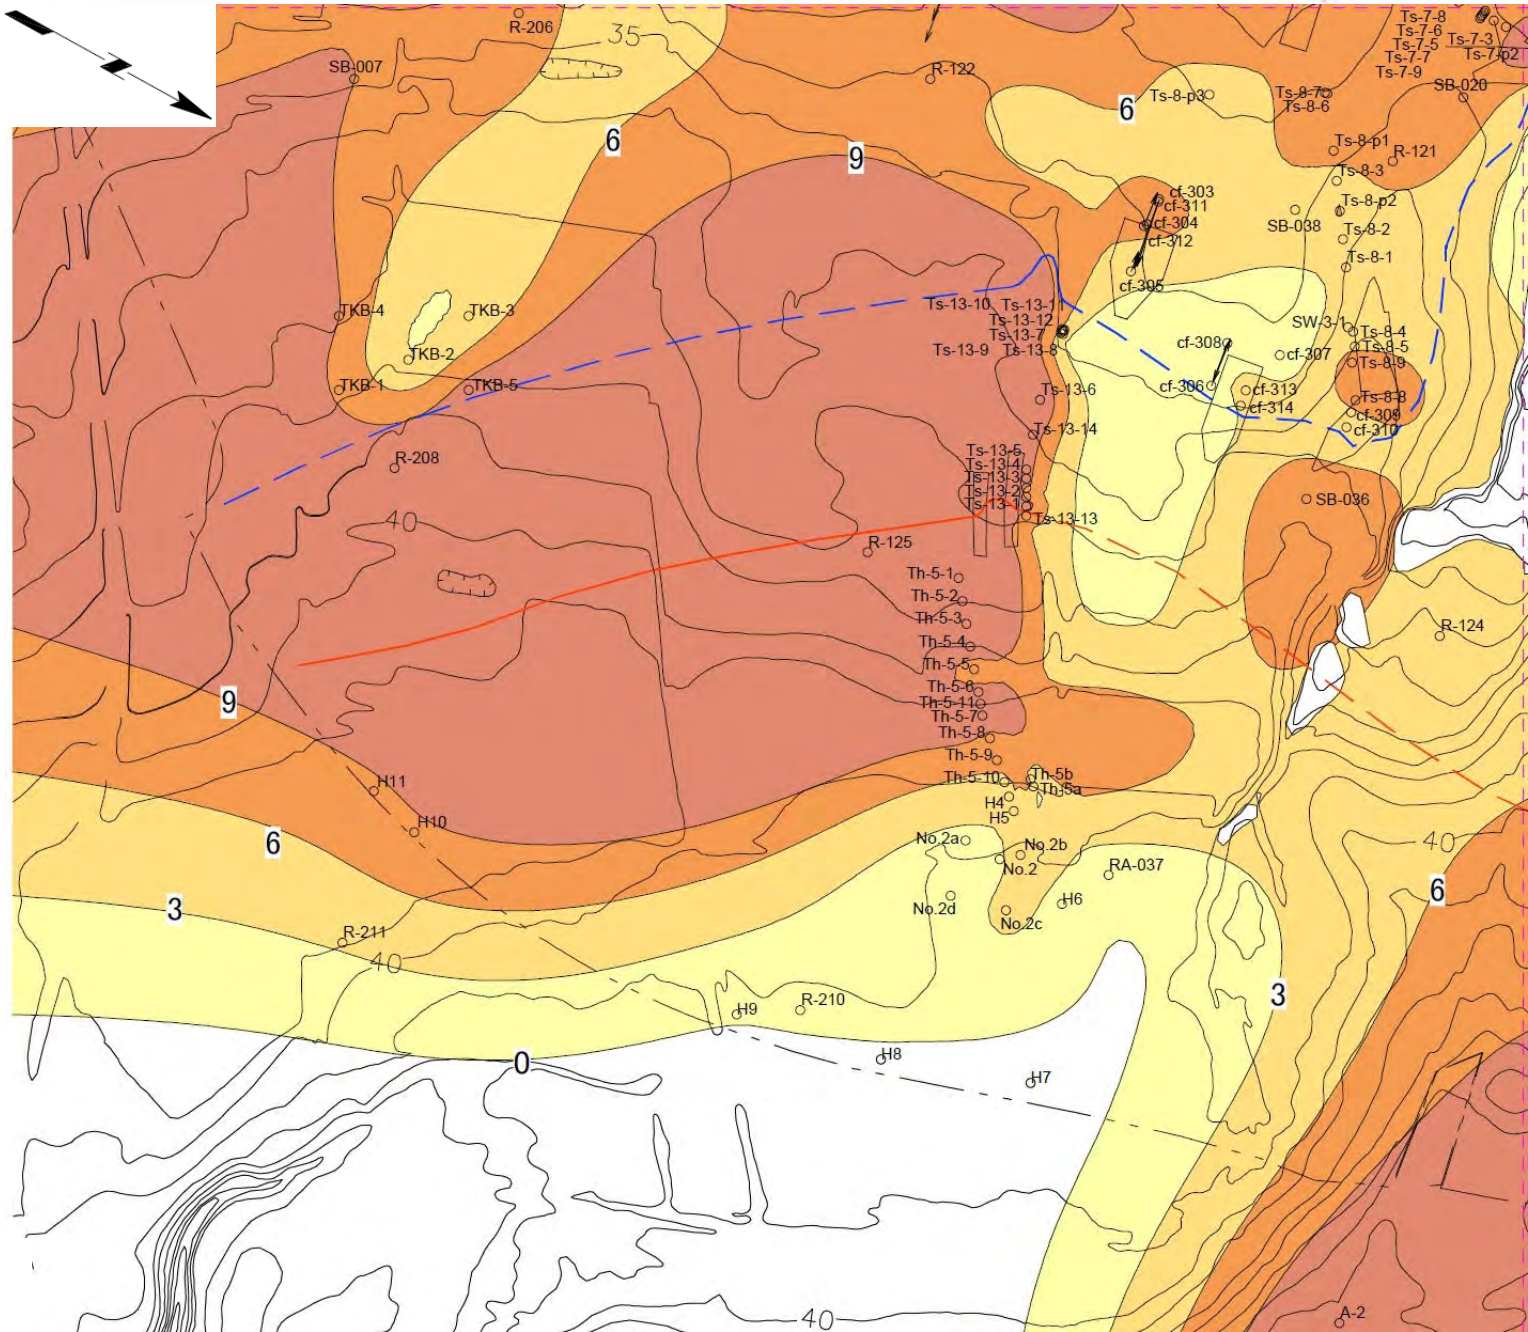 R-206
35
SB-007
R-122
6
Ts-7-8
Ts-7-6
Ts-7-5
Ts-7-3
Ts-7-7
Ts-7-p2
Ts-7-9
SB-020
Ts-8-p3
Ts-8-7
Ts-8-6
6
9
Ts-8-p1
R-121
Ts-8-3
cf-303
cf-311
cf-304
cf-312
Ts-8-p2
SB-038
Ts-8-2
Ts-8-1
cf-305
TKB-4
TKB-3
Ts-13-10
Ts-13-11
Ts-13-12
Ts-13-7
Ts-13-9
Ts-13-8
SW-3-1
Ts-8-4
cf-308
Ts-8-5
cf-307
Ts-8-9
TKB-2
TKB-1
TKB-5
cf-306
Ts-13-6
cf-313
cf-314
Ts-8-8
cf-309
cf-310
Ts-13-14
R-208
Ts-13-5
Ts-13-4
Ts-13-3
Ts-13-2
Ts-13-1
Ts-13-13
SB-036
40
R-125
Th-5-1
Th-5-2
Th-5-3
Th-5-4
Th-5-5
R-124
Th-5-6
Th-5-11
Th-5-7
9
Th-5-8
Th-5-9
Th-5-10
Th-5b
Th-5a
H11
H4
H5
H10
6
No.2a
No.2b
No.2
40
RA-037
6
3
No.2d
No.2c
H6
R-211
40
R-210
H9
3
0
H8
H7
40
A-2